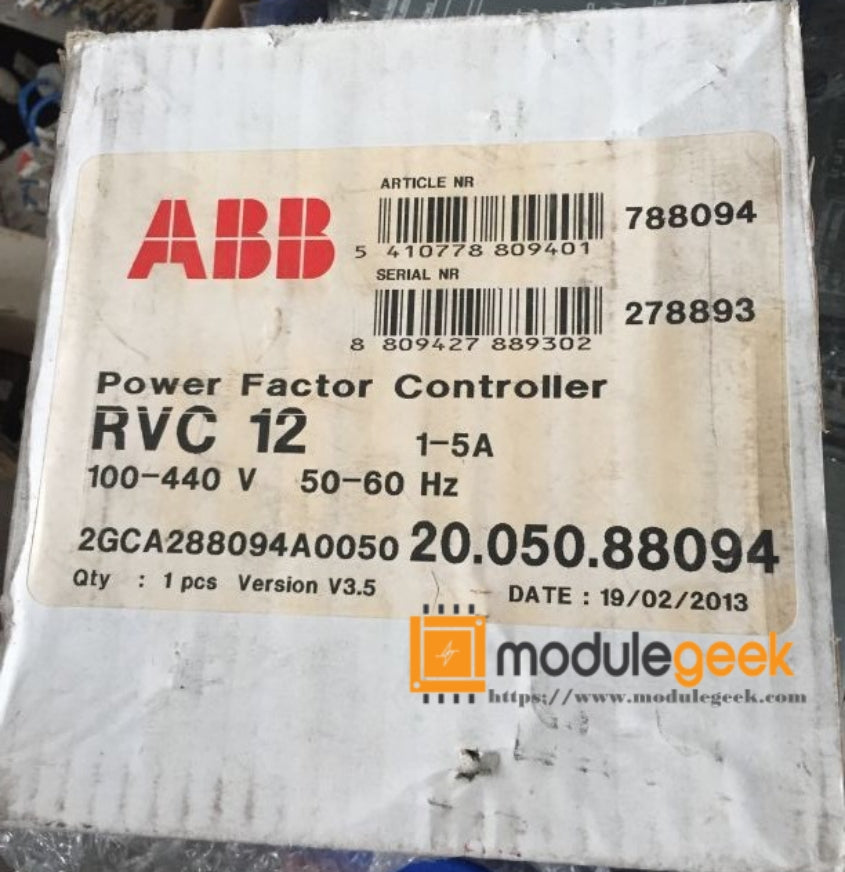 ABB
ARTICLE NR
788094
5 410778 809401
SERIAL NR
278893
8 809427 889302
Power Factor Controller
RVC 12 1-5A
100-440 V 50-60 Hz
2GCA288094A0050 20.050.88094
Qty : 1 pcs Version V3.5 DATE : 19/02/2013
modulegeek
https://www.modulegeek.com